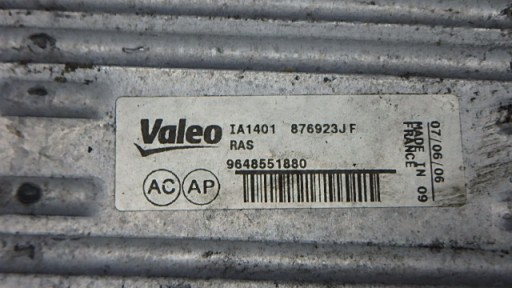 Valeo IA1401 876923J F
RAS
9648551880
AC AP
07/06/06
MADE IN 09
FRANCE